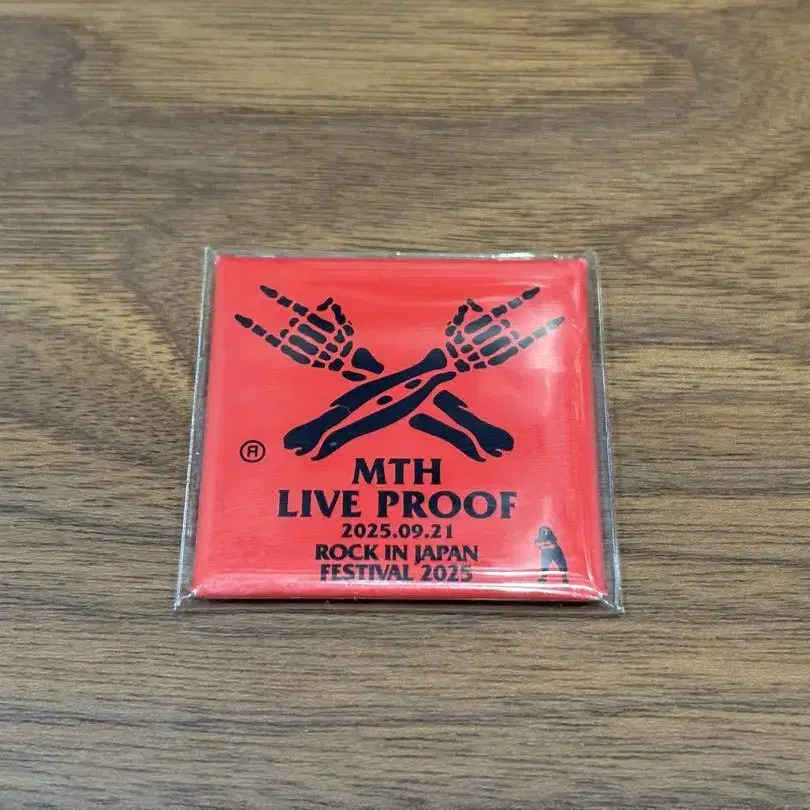 Ⓡ
MTH
LIVE PROOF
2025.09.21
ROCK IN JAPAN
FESTIVAL 2025